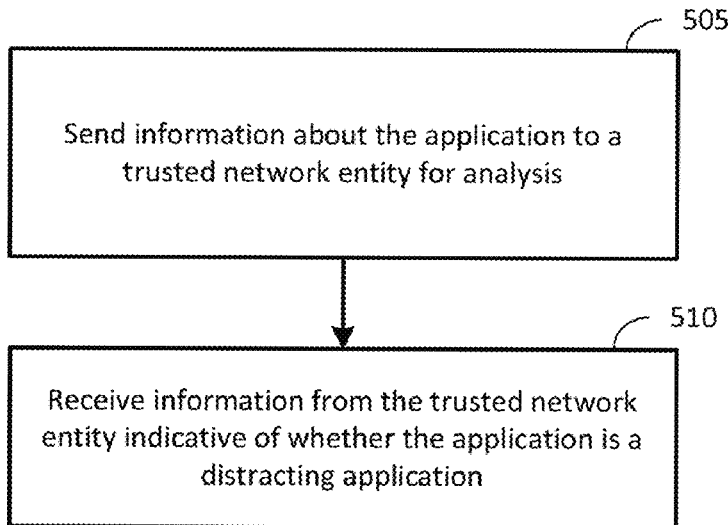 505
Send information about the application to a
trusted network entity for analysis
510
Receive information from the trusted network
entity indicative of whether the application is a
distracting application